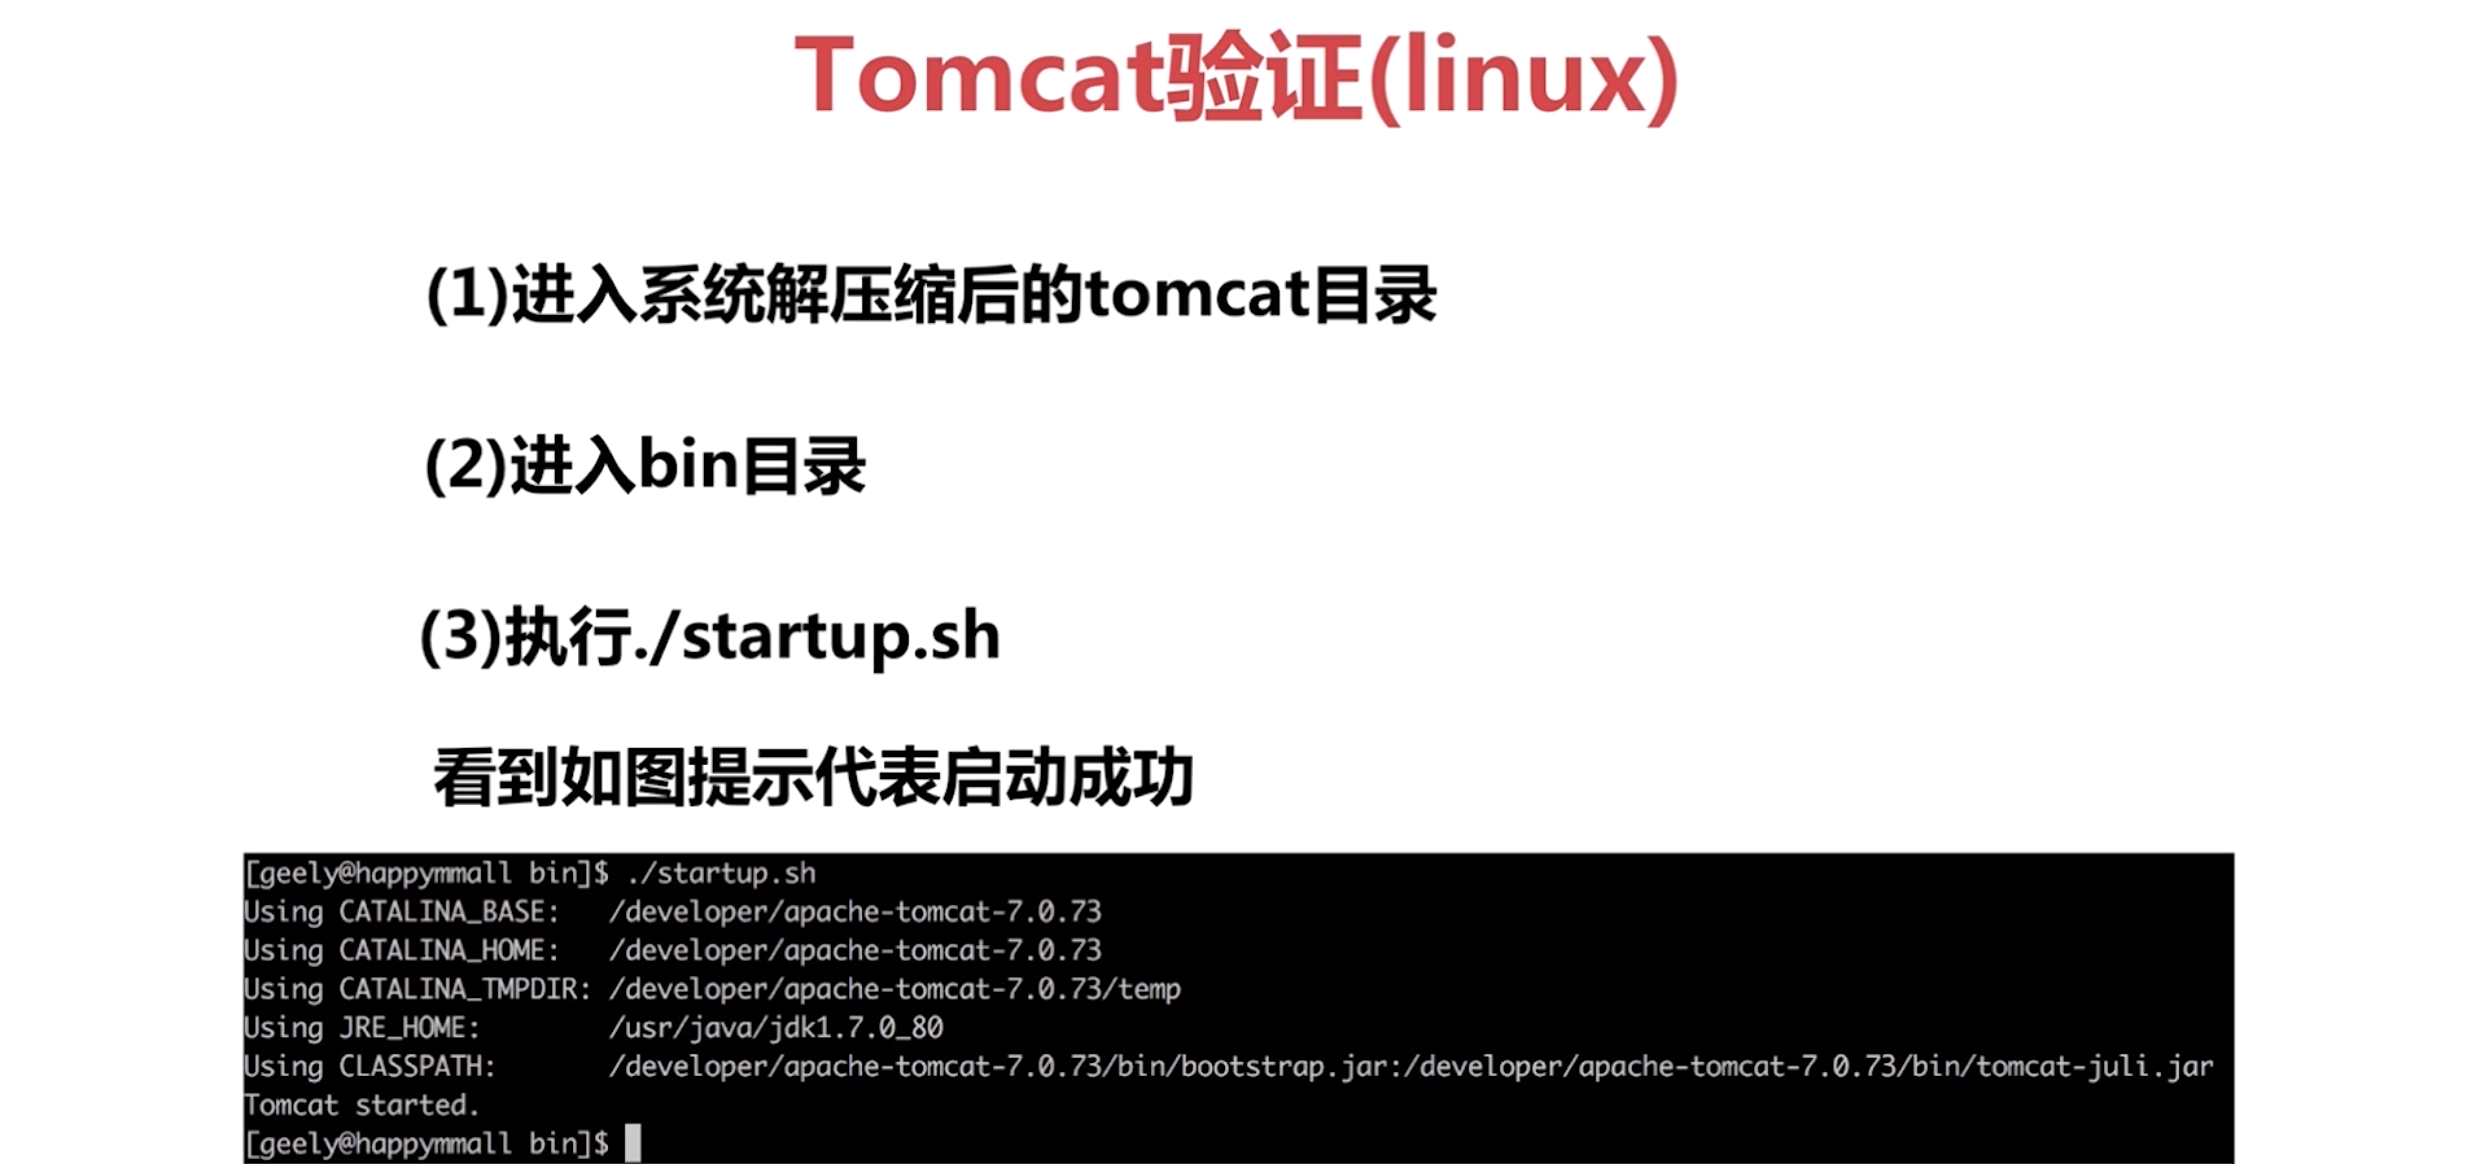 Tomcat验证(linux)
(1)进入系统解压缩后的tomcat目录
(2)进入bin目录
(3)执行./startup.sh
看到如图提示代表启动成功
[geely@happymmall bin]$ ./startup.sh
Using CATALINA_BASE:   /developer/apache-tomcat-7.0.73
Using CATALINA_HOME:   /developer/apache-tomcat-7.0.73
Using CATALINA_TMPDIR: /developer/apache-tomcat-7.0.73/temp
Using JRE_HOME:        /usr/java/jdk1.7.0_80
Using CLASSPATH:       /developer/apache-tomcat-7.0.73/bin/bootstrap.jar:/developer/apache-tomcat-7.0.73/bin/tomcat-juli.jar
Tomcat started.
[geely@happymmall bin]$